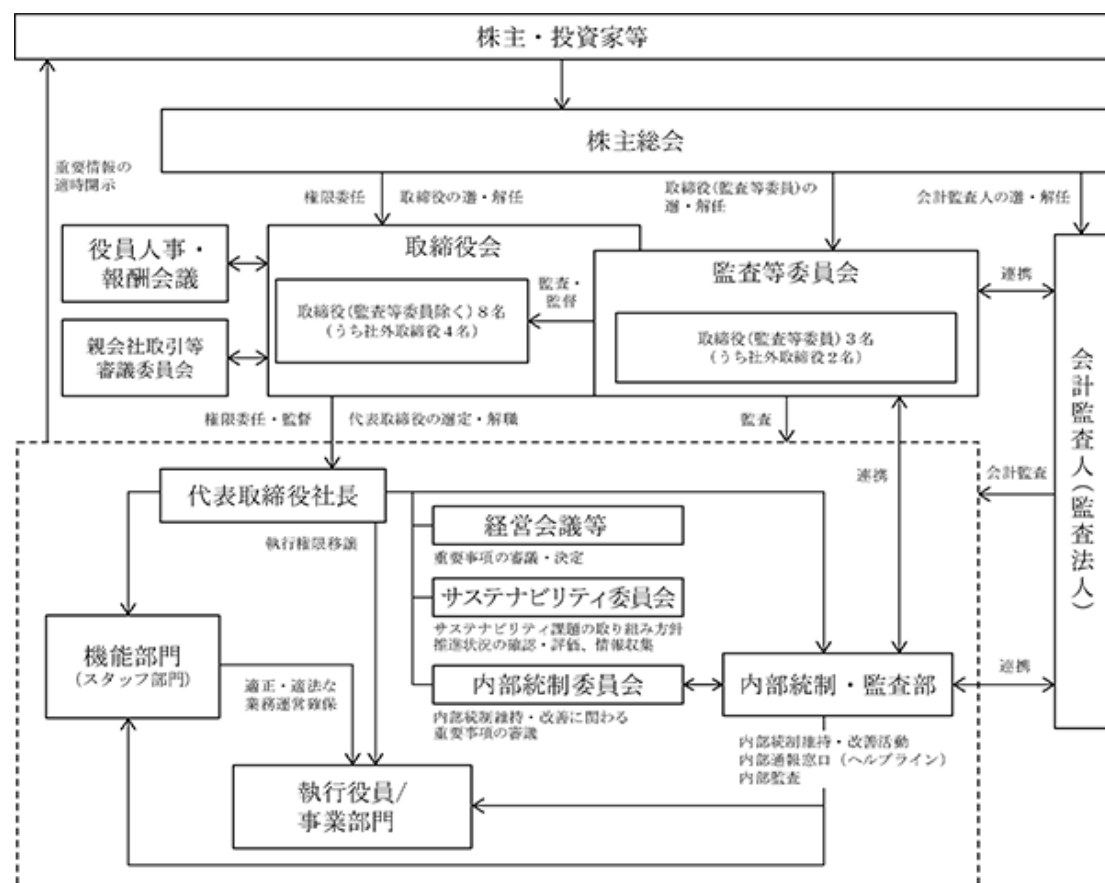 株主・投資家等
株主総会
重要情報の
適時開示
権限委任
取締役の選・解任
取締役(監査等委員)の
選・解任
会計監査人の選・解任
役員人事・
報酬会議
取締役会
監査等委員会
連携
監査・
監督
取締役(監査等委員除く)8名
(うち社外取締役4名)
取締役(監査等委員)3名
(うち社外取締役2名)
親会社取引等
審議委員会
会計監査人(監査法人)
権限委任・監督
代表取締役の選定・解職
監査
連携
会計監査
代表取締役社長
執行権限移譲
経営会議等
重要事項の審議・決定
サステナビリティ委員会
サステナビリティ課題の取り組み方針
推進状況の確認・評価、情報収集
機能部門
(スタッフ部門)
適正・適法な
業務運営確保
内部統制委員会
内部統制維持・改善に関わる
重要事項の審議
内部統制・監査部
連携
内部統制維持・改善活動
内部通報窓口(ヘルプライン)
内部監査
執行役員/
事業部門